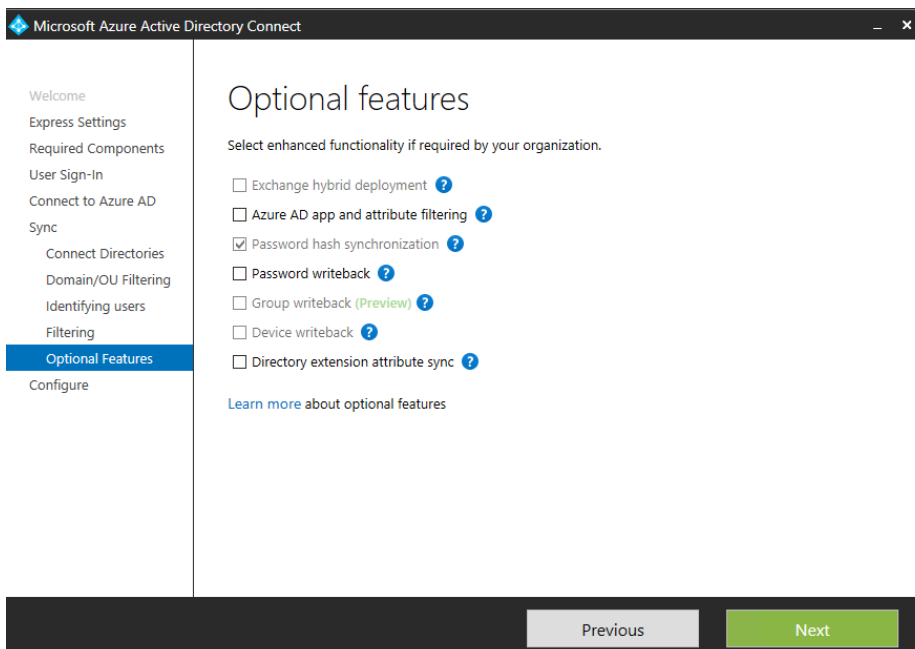 Microsoft Azure Active Directory Connect
Welcome
Express Settings
Required Components
User Sign-In
Connect to Azure AD
Sync
Connect Directories
Domain/OU Filtering
Identifying users
Filtering
Optional Features
Configure
Optional features
Select enhanced functionality if required by your organization.
Exchange hybrid deployment ?
Azure AD app and attribute filtering ?
Password hash synchronization ?
Password writeback ?
Group writeback (Preview) ?
Device writeback ?
Directory extension attribute sync ?
Learn more about optional features
Previous
Next